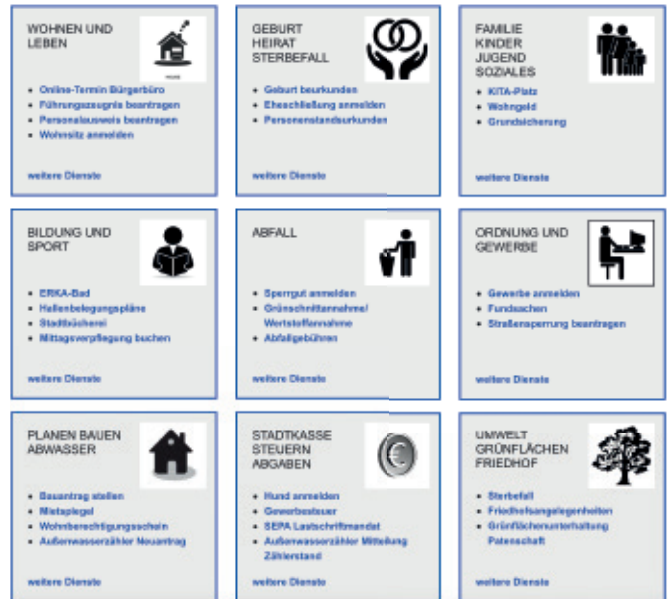 WOHNEN UND
LEBEN
Online-Termin Bürgerbüro
Führungszeugnis beantragen
Personalausweis beantragen
Wohnsitz anmelden
weitere Dienste
GEBURT
HEIRAT
STERBEFALL
Geburt beurkunden
Eheschließung anmelden
Personenstandsurkunden
weitere Dienste
FAMILIE
KINDER
JUGEND
SOZIALES
KITA-Platz
Wohngeld
Grundsicherung
weitere Dienste
BILDUNG UND
SPORT
ERKA-Bad
Hallenbelegungspläne
Stadtbücherei
Mittagsverpflegung buchen
weitere Dienste
ABFALL
Sperrgut anmelden
Grünschnittannahme/
Wertstoffannahme
Abfallgebühren
weitere Dienste
ORDNUNG UND
GEWERBE
Gewerbe anmelden
Fundsachen
Straßensperrung beantragen
weitere Dienste
PLANEN BAUEN
ABWASSER
Bauantrag stellen
Mietspiegel
Wohnberechtigungsschein
Außenwasserzähler Neuantrag
weitere Dienste
STADTKASSE
STEUERN
ABGABEN
Hund anmelden
Gewerbesteuer
SEPA Lastschriftmandat
Außenwasserzähler Mitteilung
Zählerstand
weitere Dienste
UMWELT
GRÜNFLÄCHEN
FRIEDHOF
Sterbefall
Friedhofsangelegenheiten
Grünflächenunterhaltung
Patenschaft
weitere Dienste